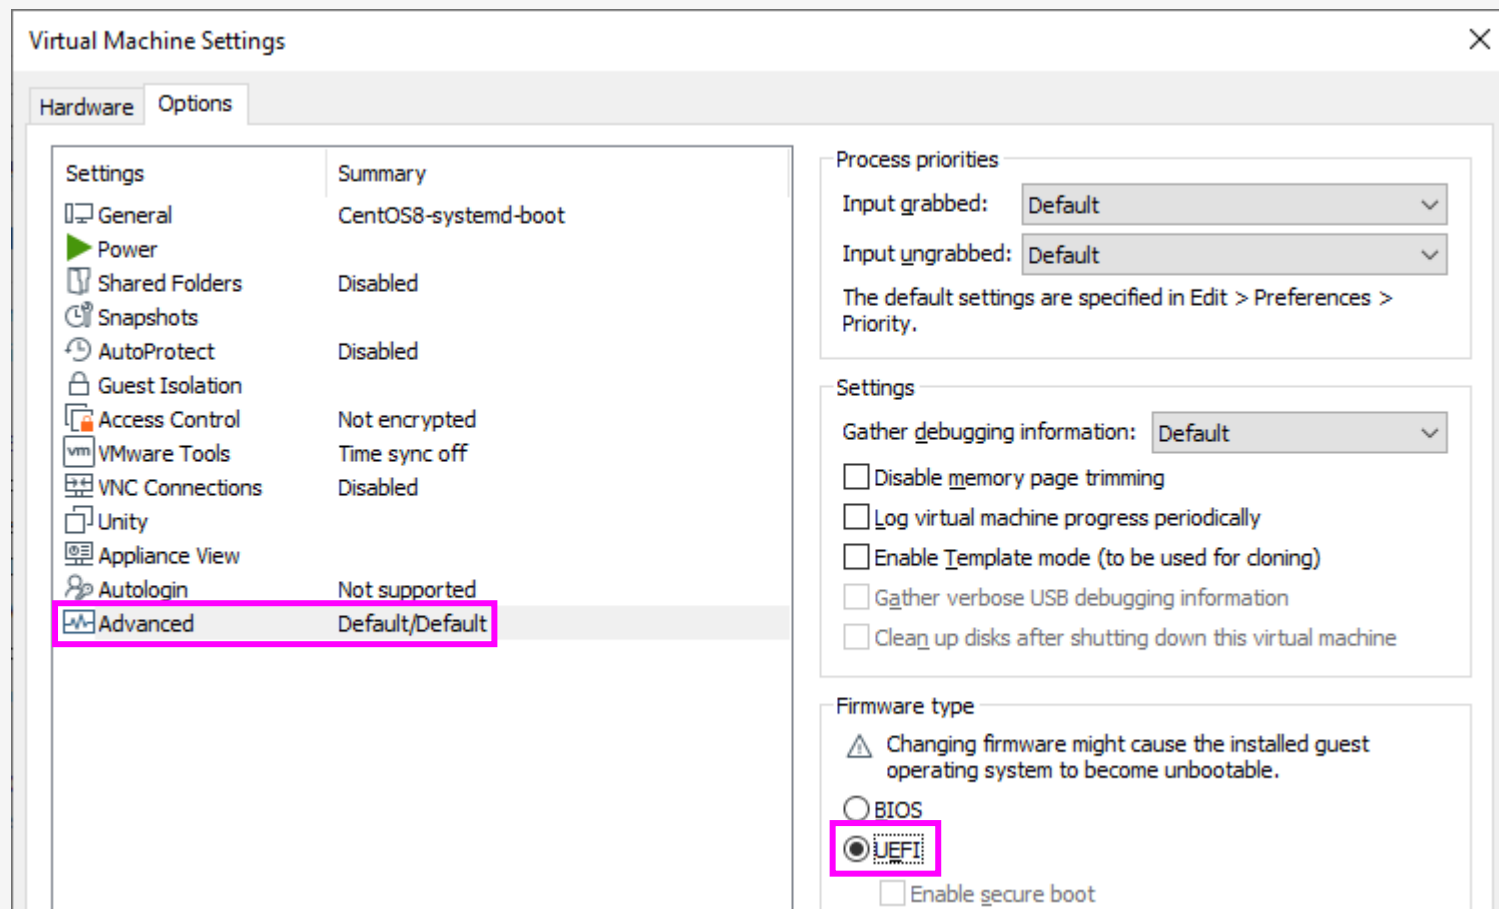 Virtual Machine Settings
Hardware
Options
Settings Summary
General CentOS8-systemd-boot
Power
Shared Folders Disabled
Snapshots
AutoProtect Disabled
Guest Isolation
Access Control Not encrypted
vm VMware Tools Time sync off
VNC Connections Disabled
Unity
Appliance View
Autologin Not supported
Advanced Default/Default
Process priorities
Input grabbed: Default
Input ungrabbed: Default
The default settings are specified in Edit > Preferences >
Priority.
Settings
Gather debugging information: Default
Disable memory page trimming
Log virtual machine progress periodically
Enable Template mode (to be used for cloning)
Gather verbose USB debugging information
Clean up disks after shutting down this virtual machine
Firmware type
Changing firmware might cause the installed guest
operating system to become unbootable.
BIOS
UEFI
Enable secure boot